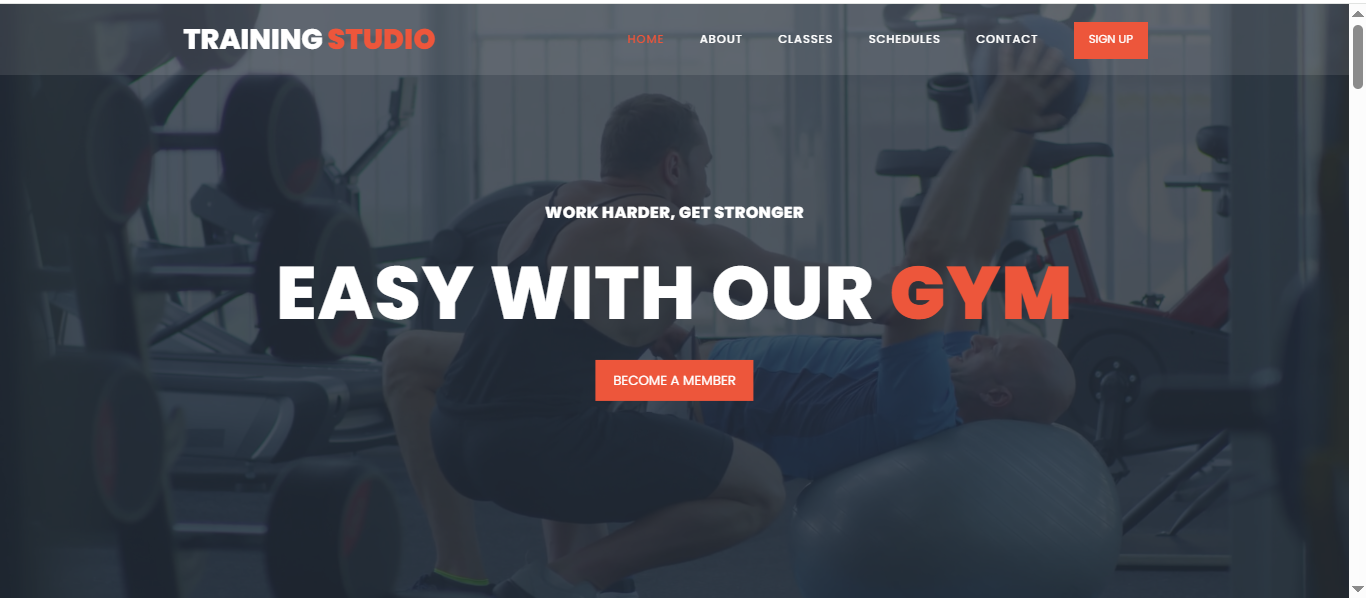 TRAINING STUDIO
HOME ABOUT CLASSES SCHEDULES CONTACT SIGN UP
WORK HARDER, GET STRONGER
EASY WITH OUR GYM
BECOME A MEMBER